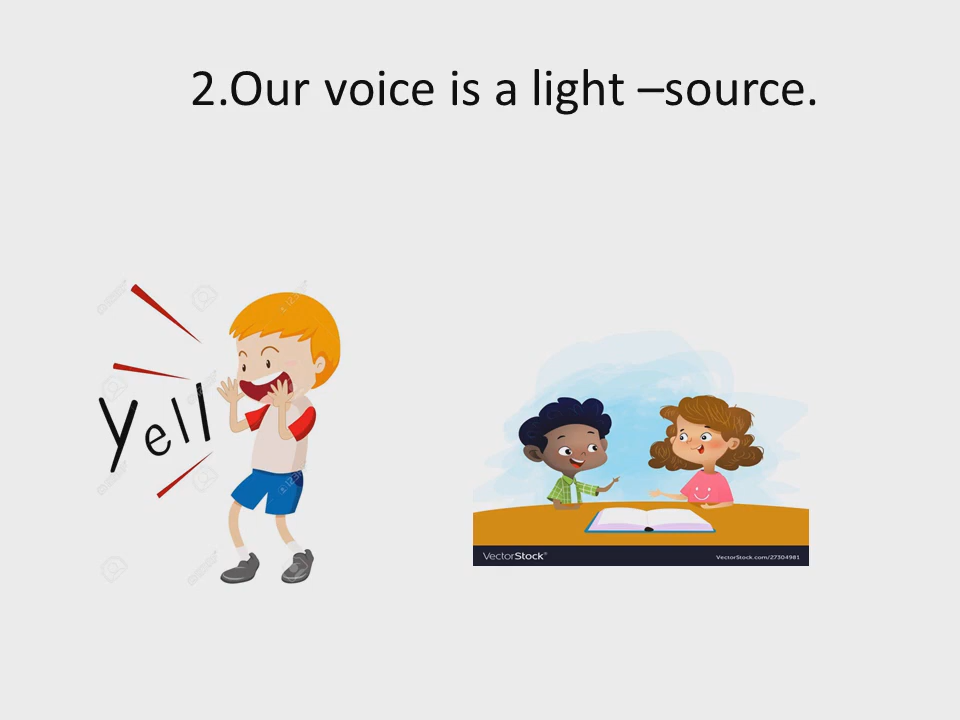 2.Our voice is a light –source.
Yell
VectorStock®
VectorStock.com/27304981